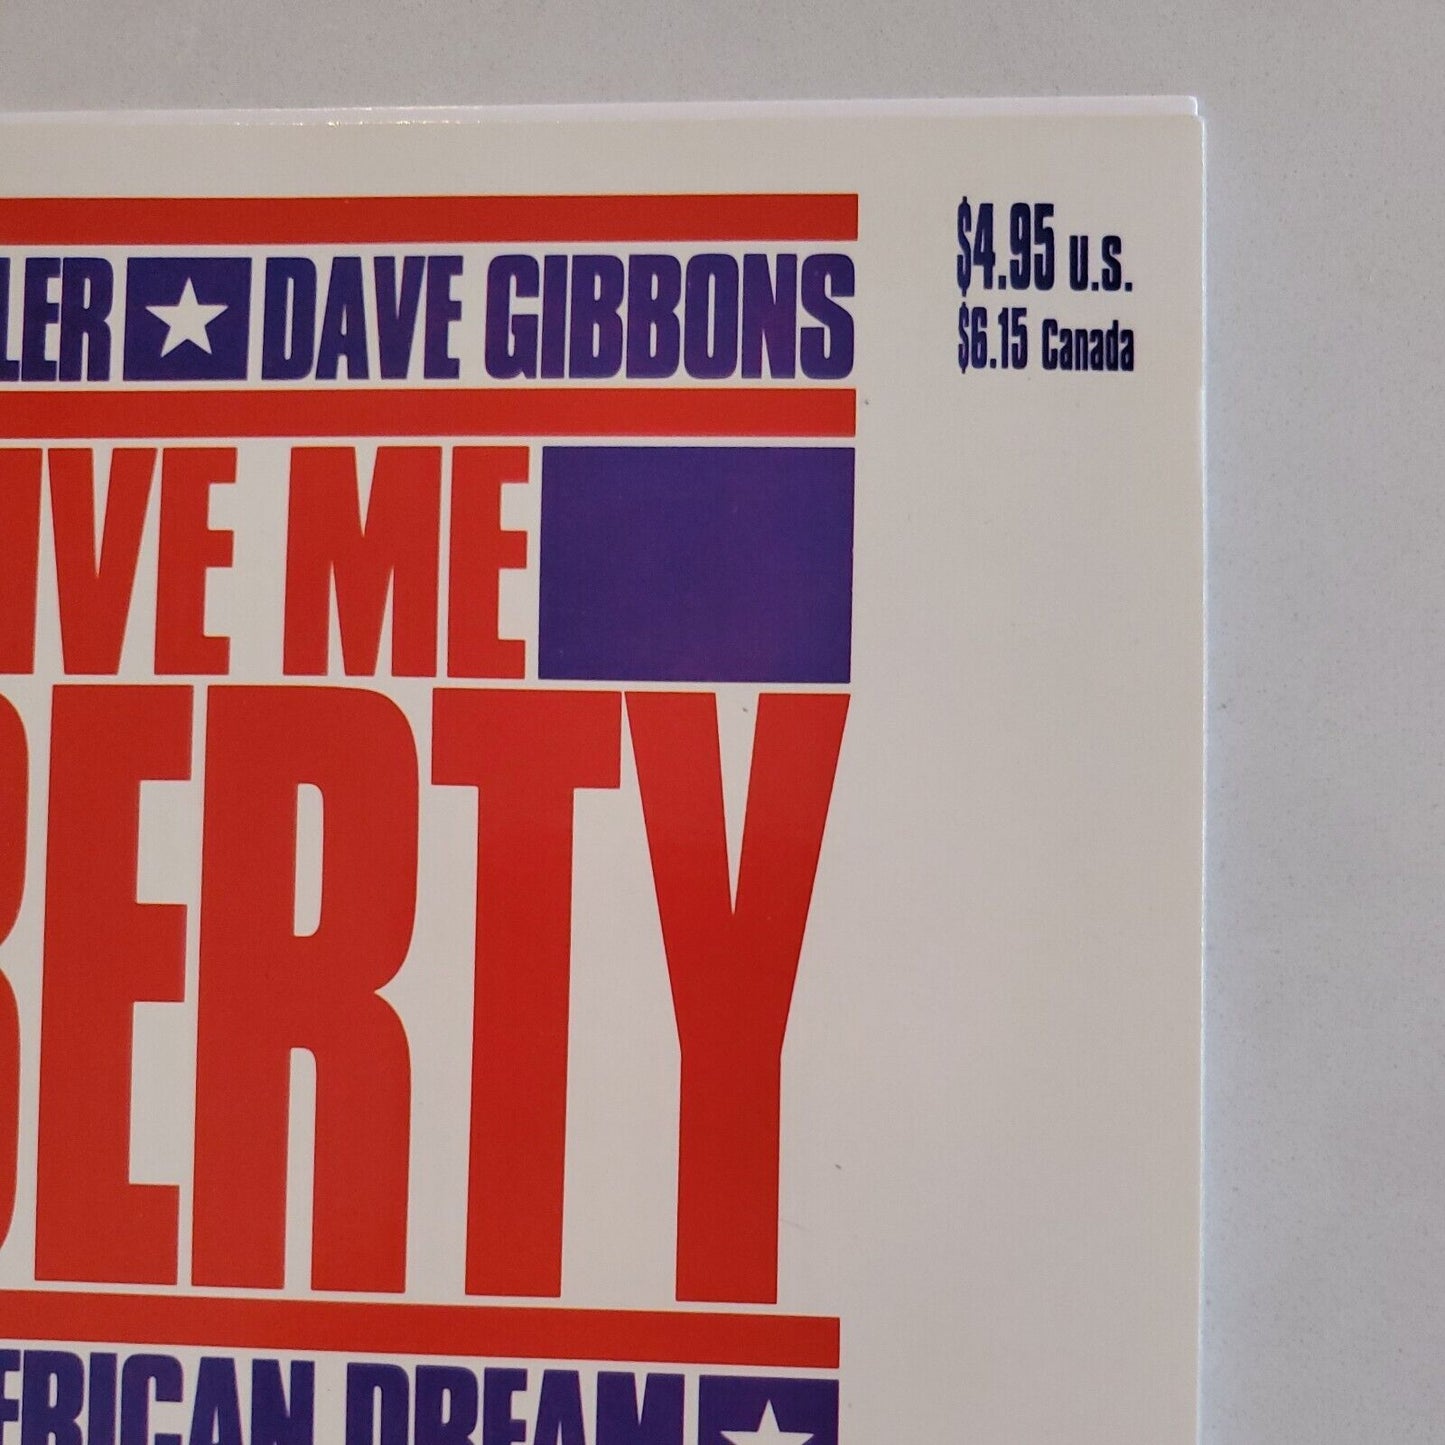 LER ★ DAVE GIBBONS
$4.95 U.S.
$6.15 Canada
IVE ME
BERTY
ERICAN DREAM ★